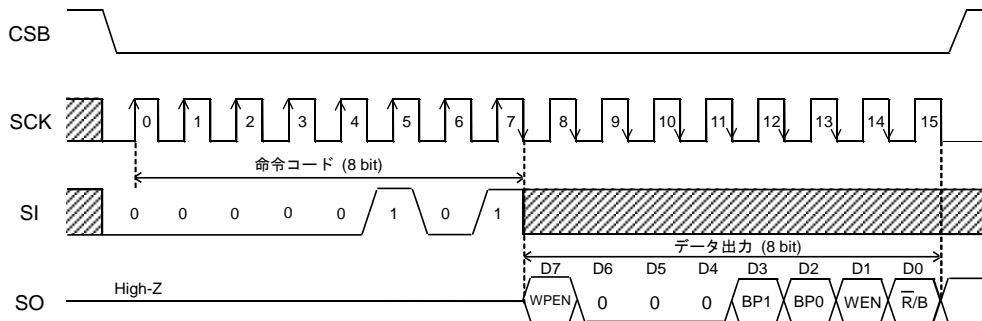 CSB
SCK
0 1 2 3 4 5 6 7 8 9 10 11 12 13 14 15
命令コード (8 bit)
SI
0 0 0 0 0 1 0 1
データ出力 (8 bit)
D7 D6 D5 D4 D3 D2 D1 D0
High-Z
SO
WPEN 0 0 0 BP1 BP0 WEN R̅/B